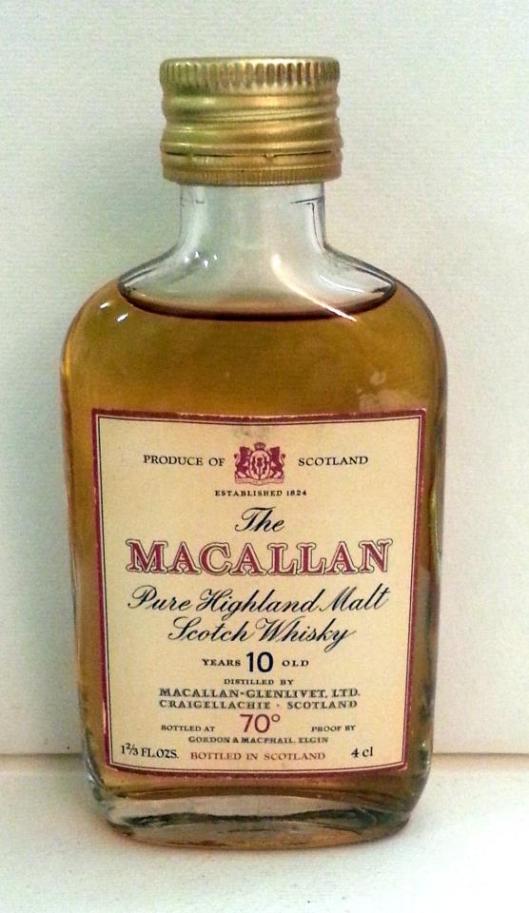 PRODUCE OF SCOTLAND
ESTABLISHED 1824
The
MACALLAN
Pure Highland Malt
Scotch Whisky
YEARS 10 OLD
DISTILLED BY
MACALLAN-GLENLIVET, LTD.
CRAIGELLACHIE · SCOTLAND
BOTTLED AT 70° PROOF BY
GORDON & MACPHAIL, ELGIN
1⅔ FL.OZS. BOTTLED IN SCOTLAND 4 cl